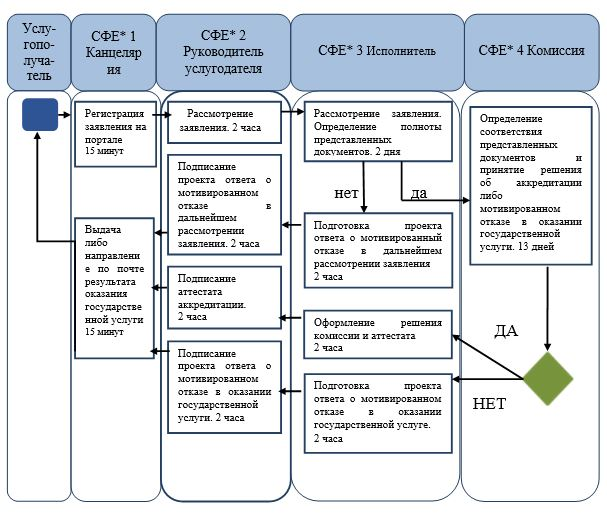 Услу-
гопо-
луча-
тель
СФЕ* 1
Канцеляр
ия
СФЕ* 2
Руководитель
услугодателя
СФЕ* 3 Исполнитель
СФЕ* 4 Комиссия
Регистрация
заявления на
портале
15 минут
Рассмотрение
заявления. 2 часа
Рассмотрение заявления.
Определение полноты
представленных
документов. 2 дня
Определение
соответствия
представленных
документов и
принятие решения
об аккредитации
либо
мотивированном
отказе в оказании
государственной
услуги. 13 дней
нет
да
Подписание
проекта ответа о
мотивированном
отказе в
дальнейшем
рассмотрении
заявления. 2 часа
Подготовка проекта
ответа о мотивированный
отказе в дальнейшем
рассмотрении заявления
2 часа
Выдача
либо
направлени
е по почте
результата
оказания
государстве
нной услуги
15 минут
Подписание
аттестата
аккредитации.
2 часа
Оформление решения
комиссии и аттестата
2 часа
ДА
Подписание
проекта ответа о
мотивированном
отказе в оказании
государственной
услуги. 2 часа
Подготовка проекта
ответа о мотивированном
отказе в оказании
государственной услуге.
2 часа
НЕТ